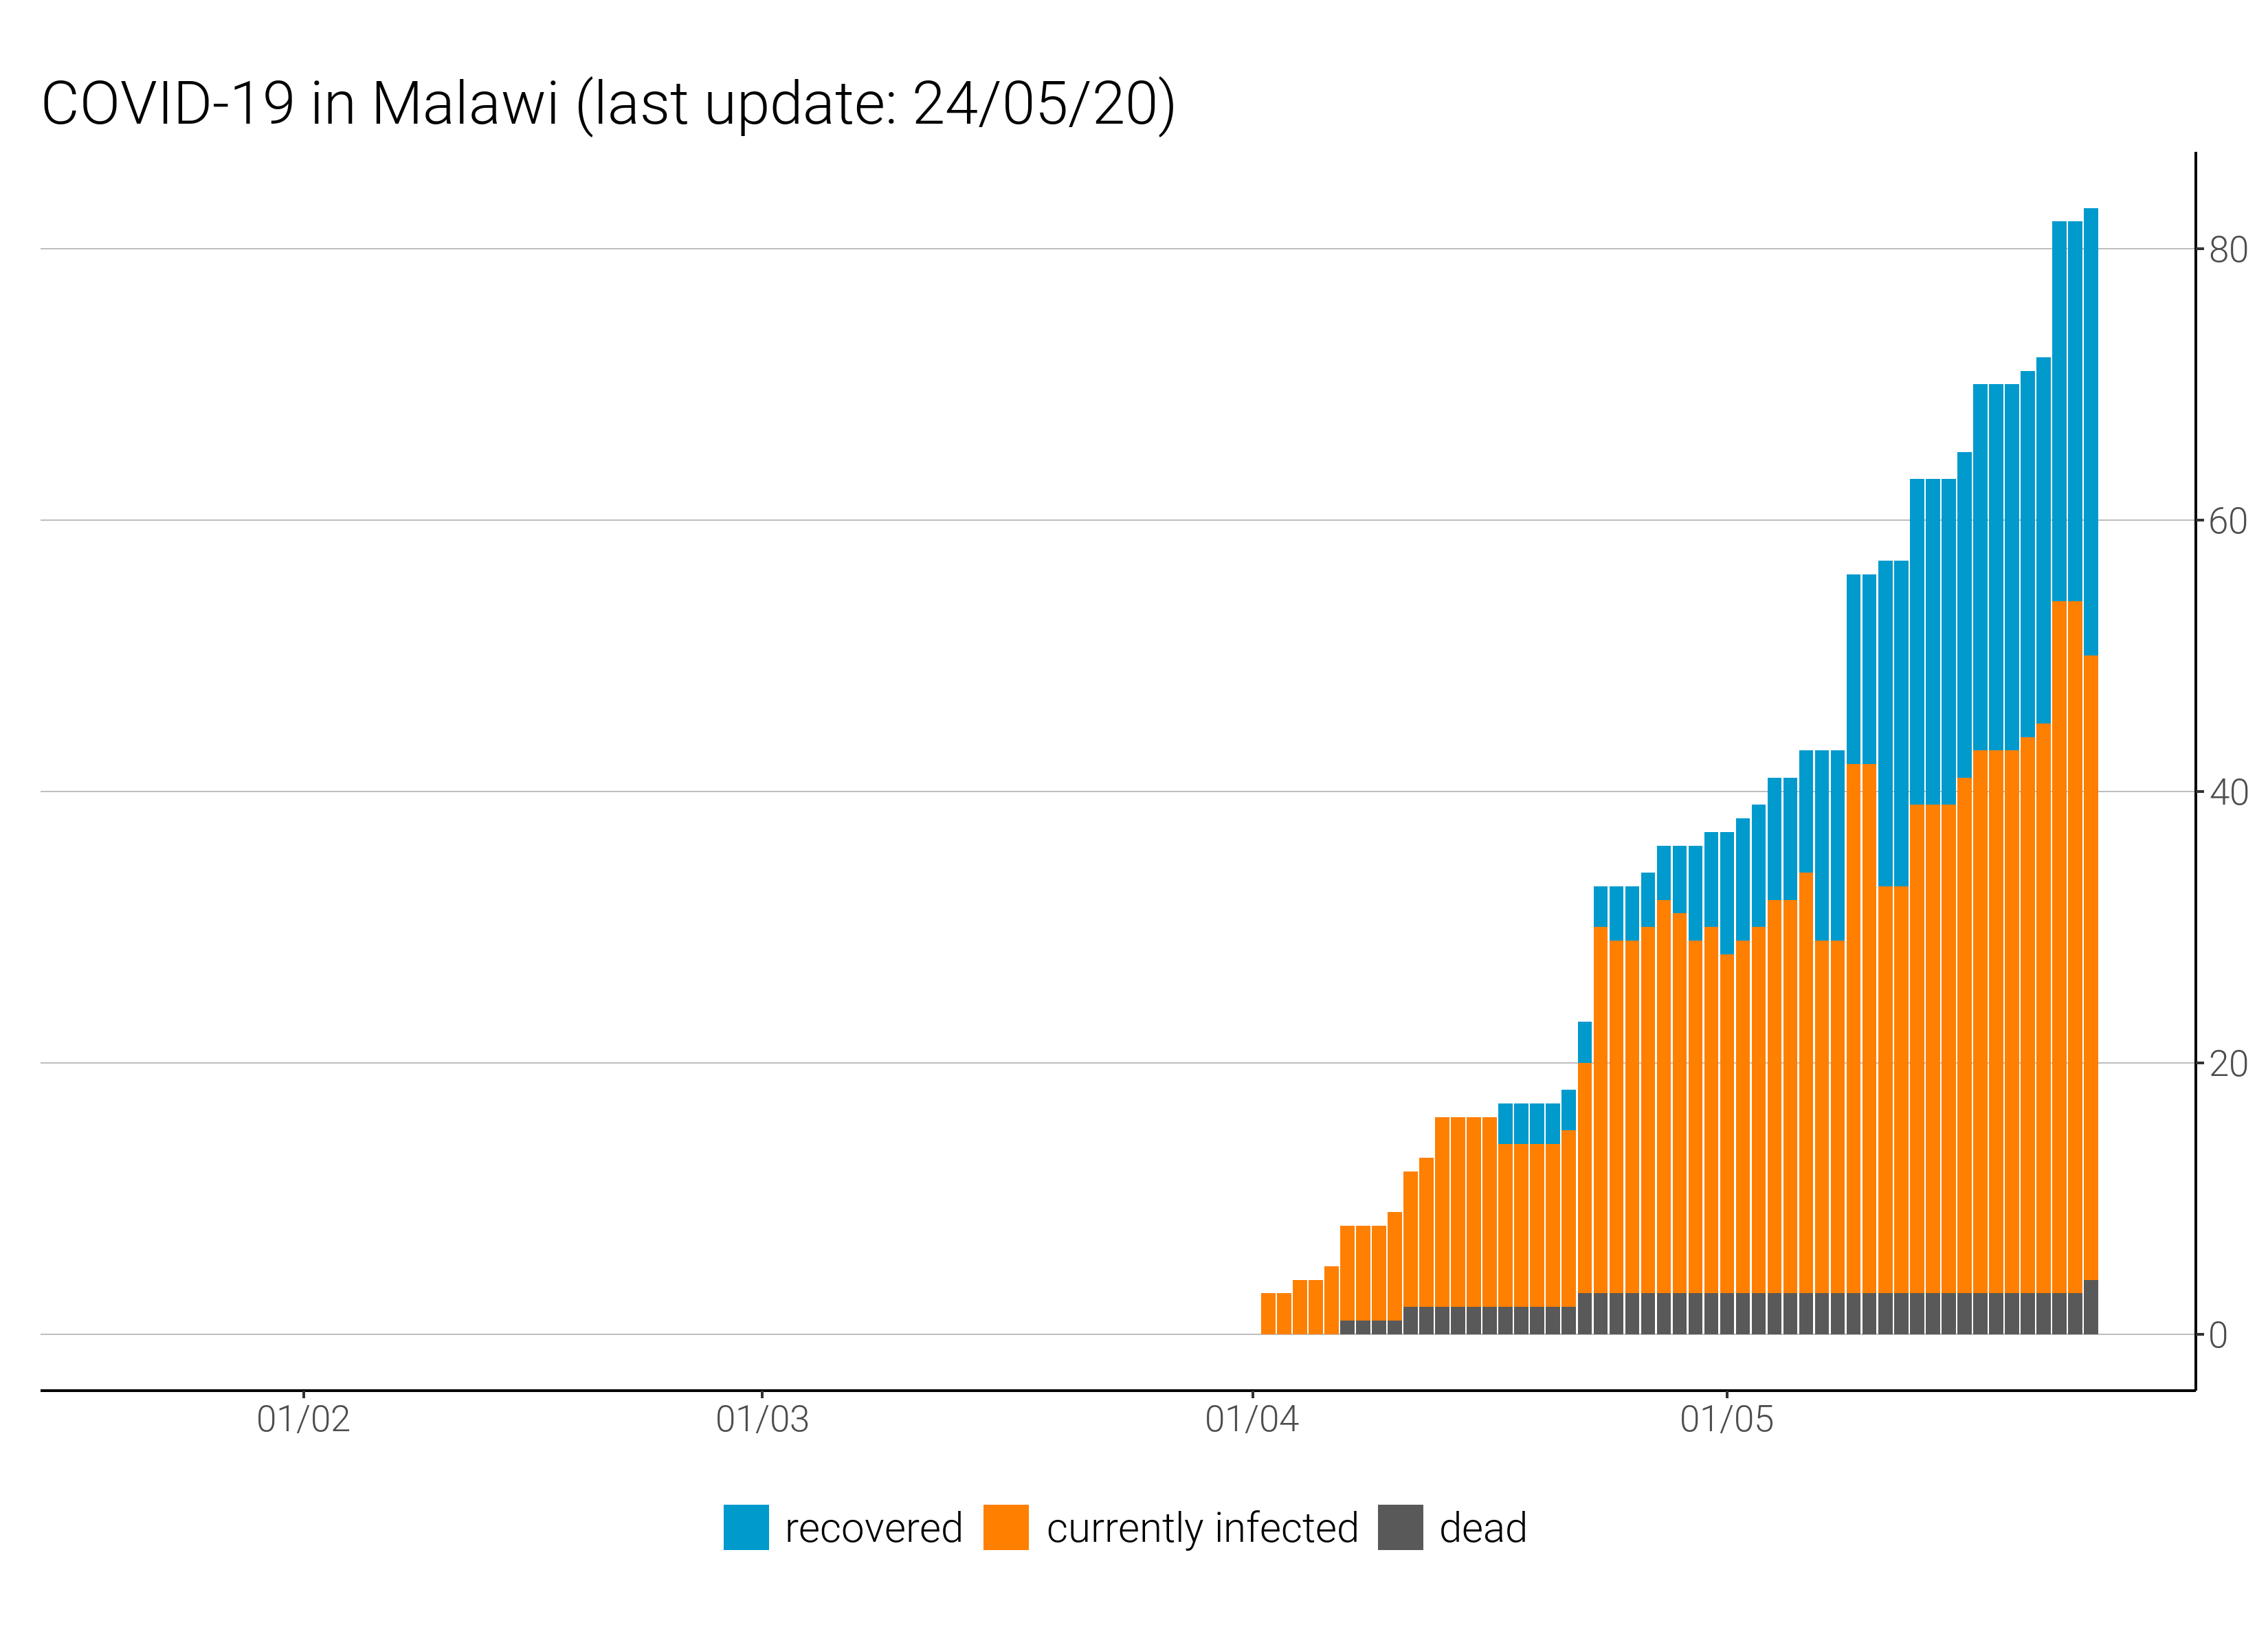 COVID-19 in Malawi (last update: 24/05/20)
80
60
40
20
0
01/02 01/03 01/04 01/05
recovered currently infected dead